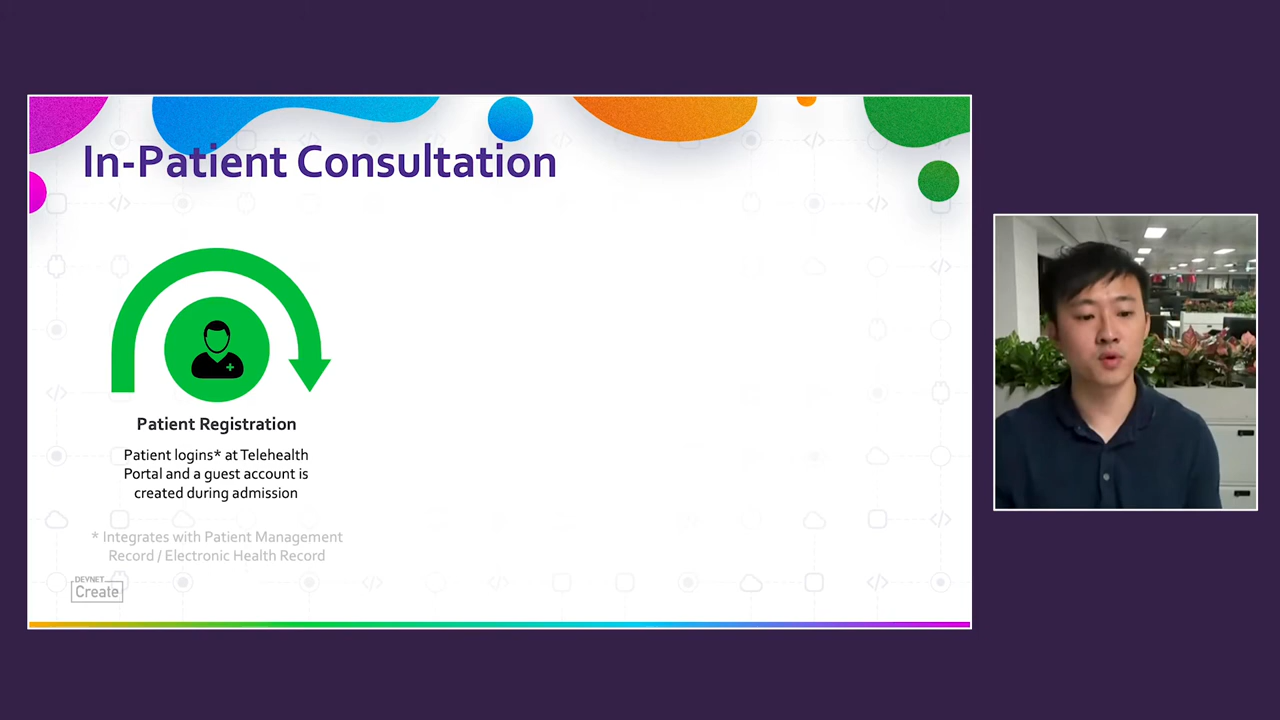 In-Patient Consultation
Patient Registration
Patient logins* at Telehealth
Portal and a guest account is
created during admission
* Integrates with Patient Management
Record / Electronic Health Record
DEVNET
Create